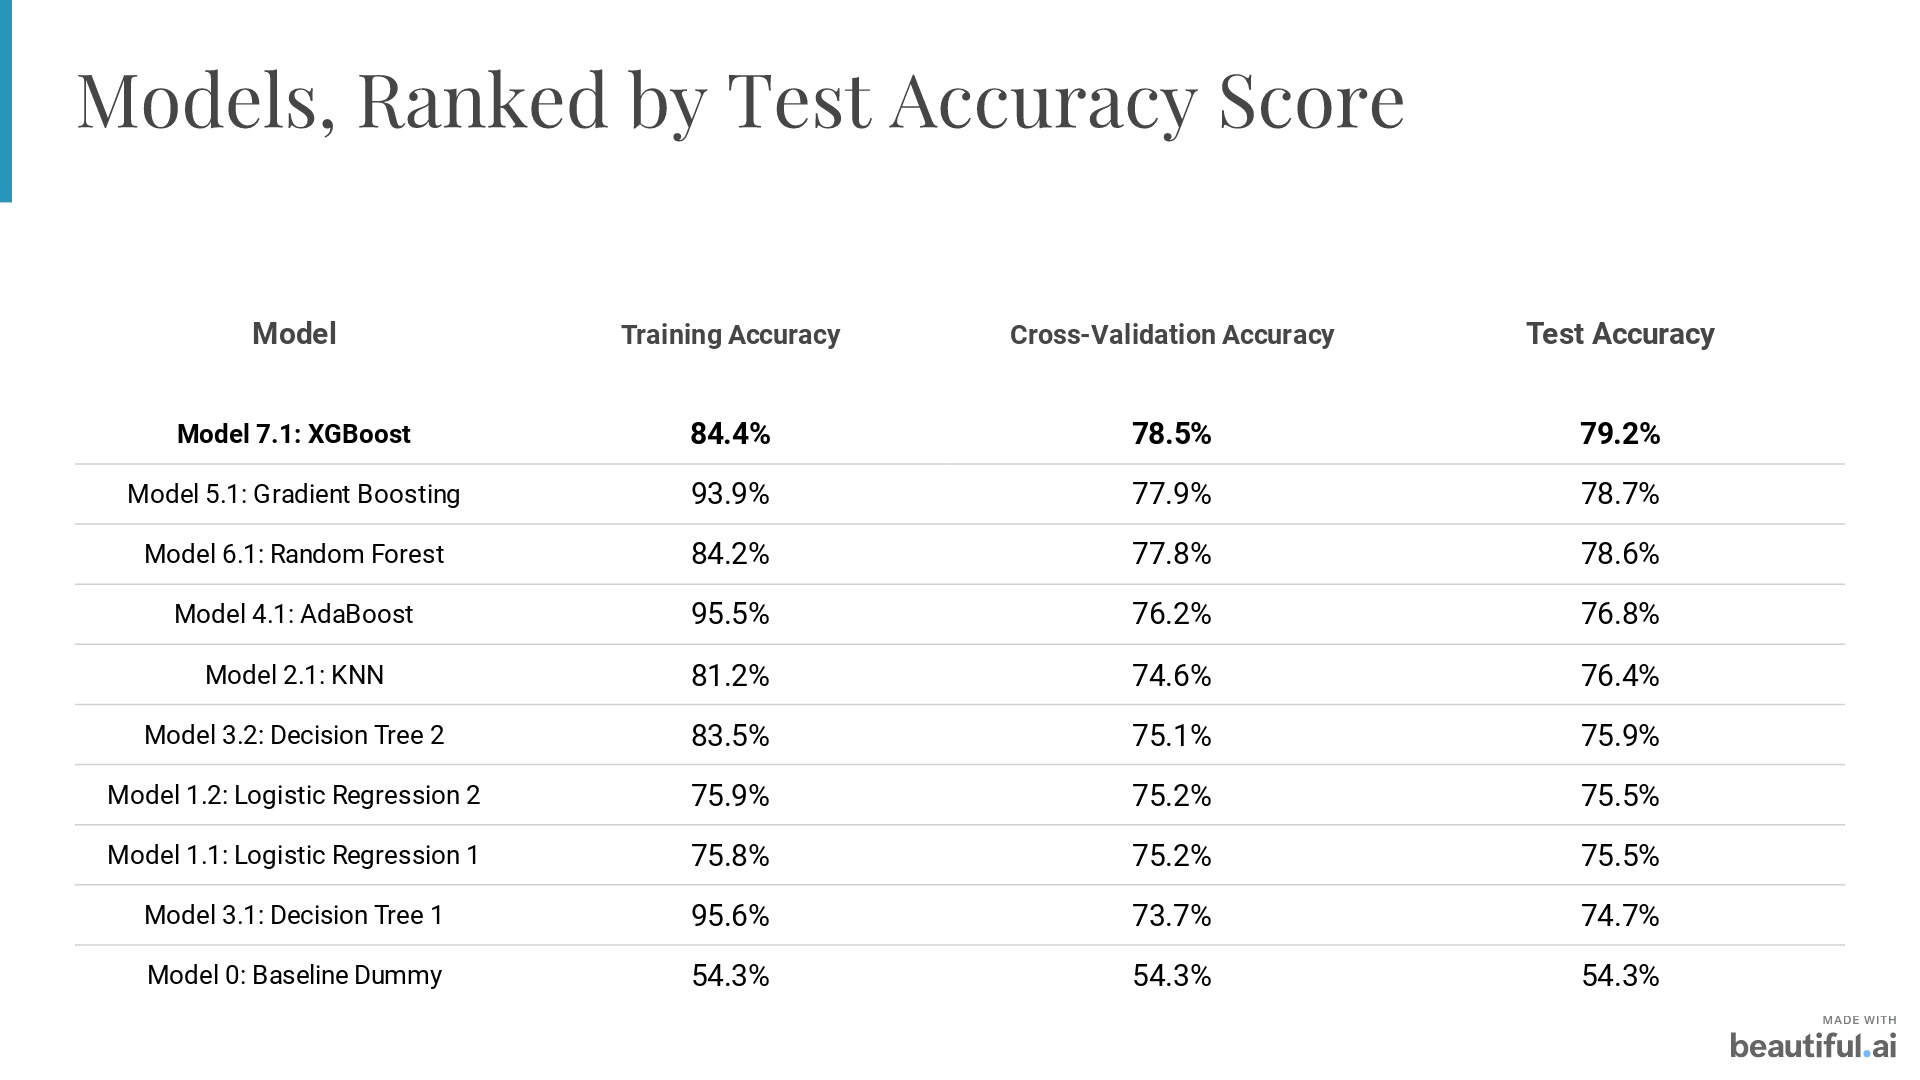 Models, Ranked by Test Accuracy Score
Model Training Accuracy Cross-Validation Accuracy Test Accuracy
Model 7.1: XGBoost 84.4% 78.5% 79.2%
Model 5.1: Gradient Boosting 93.9% 77.9% 78.7%
Model 6.1: Random Forest 84.2% 77.8% 78.6%
Model 4.1: AdaBoost 95.5% 76.2% 76.8%
Model 2.1: KNN 81.2% 74.6% 76.4%
Model 3.2: Decision Tree 2 83.5% 75.1% 75.9%
Model 1.2: Logistic Regression 2 75.9% 75.2% 75.5%
Model 1.1: Logistic Regression 1 75.8% 75.2% 75.5%
Model 3.1: Decision Tree 1 95.6% 73.7% 74.7%
Model 0: Baseline Dummy 54.3% 54.3% 54.3%
MADE WITH
beautiful.ai